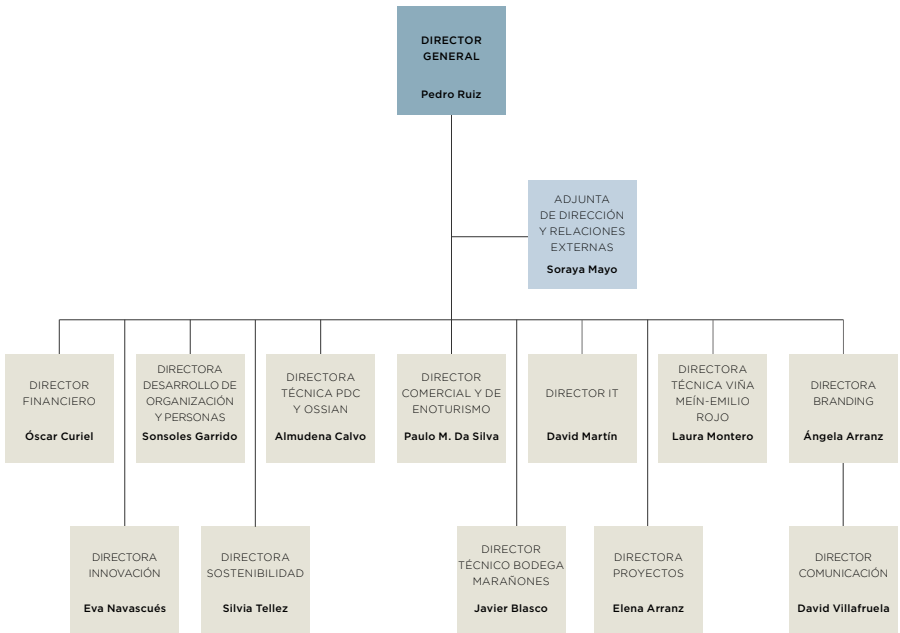 DIRECTOR
GENERAL
Pedro Ruiz
ADJUNTA
DE DIRECCIÓN
Y RELACIONES
EXTERNAS
Soraya Mayo
DIRECTOR
FINANCIERO
Óscar Curiel
DIRECTORA
DESARROLLO DE
ORGANIZACIÓN
Y PERSONAS
Sonsoles Garrido
DIRECTORA
TÉCNICA PDC
Y OSSIAN
Almudena Calvo
DIRECTOR
COMERCIAL Y DE
ENOTURISMO
Paulo M. Da Silva
DIRECTOR IT
David Martín
DIRECTORA
TÉCNICA VIÑA
MEÍN-EMILIO
ROJO
Laura Montero
DIRECTORA
BRANDING
Ángela Arranz
DIRECTORA
INNOVACIÓN
Eva Navascués
DIRECTORA
SOSTENIBILIDAD
Silvia Tellez
DIRECTOR
TÉCNICO BODEGA
MARAÑONES
Javier Blasco
DIRECTORA
PROYECTOS
Elena Arranz
DIRECTOR
COMUNICACIÓN
David Villafruela